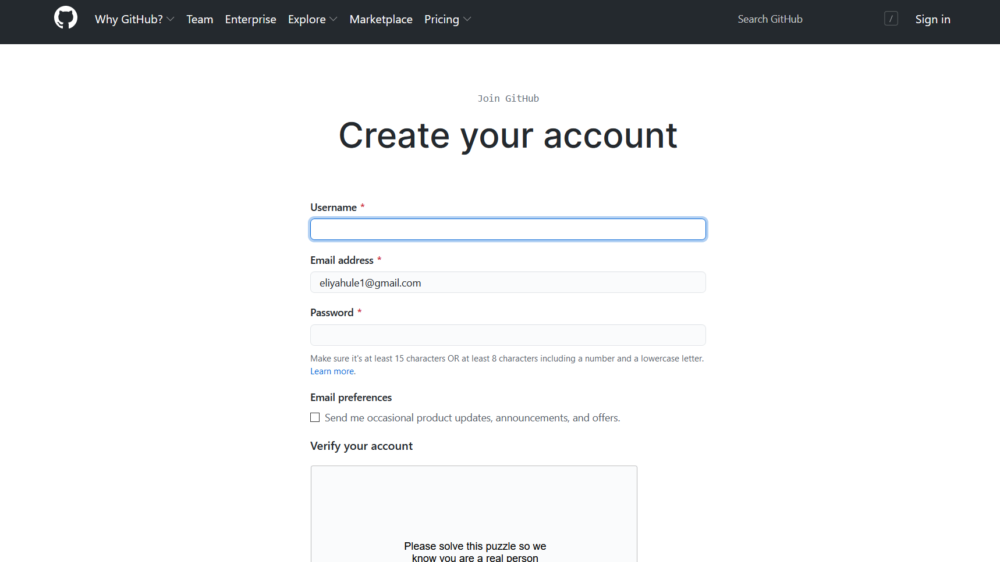 Why GitHub? Team Enterprise Explore Marketplace Pricing Search GitHub / Sign in
Join GitHub
Create your account
Username *
Email address *
eliyahule1@gmail.com
Password *
Make sure it's at least 15 characters OR at least 8 characters including a number and a lowercase letter.
Learn more.
Email preferences
Send me occasional product updates, announcements, and offers.
Verify your account
Please solve this puzzle so we
know you are a real person